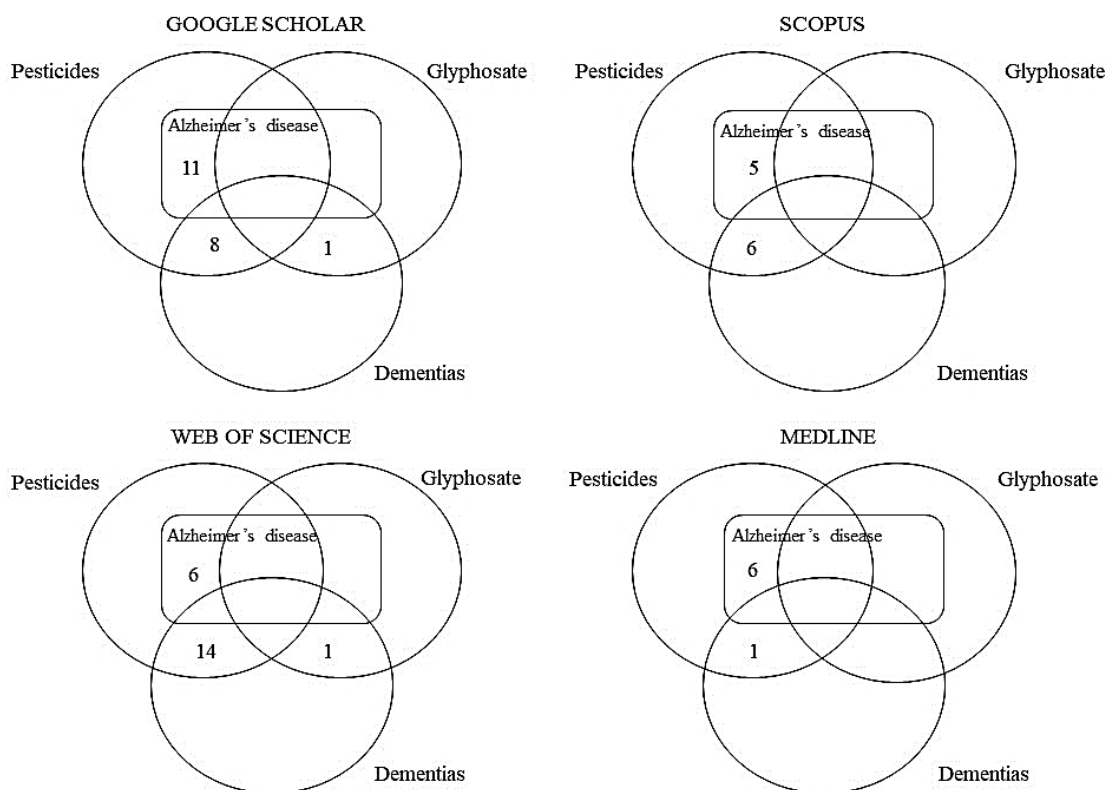 GOOGLE SCHOLAR
Pesticides
Glyphosate
Alzheimer's disease
11
8
1
Dementias
SCOPUS
Pesticides
Glyphosate
Alzheimer's disease
5
6
Dementias
WEB OF SCIENCE
Pesticides
Glyphosate
Alzheimer's disease
6
14
1
Dementias
MEDLINE
Pesticides
Glyphosate
Alzheimer's disease
6
1
Dementias